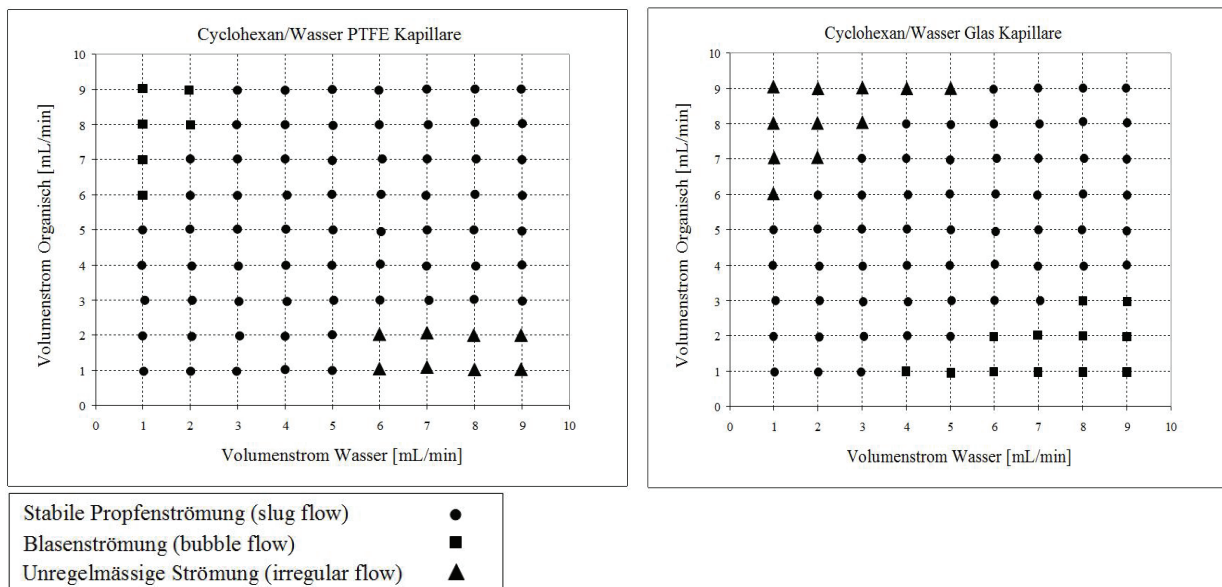 Cyclohexan/Wasser PTFE Kapillare
10
9
8
7
6
5
4
3
2
1
0
Volumenstrom Organisch [mL/min]
0 1 2 3 4 5 6 7 8 9 10
Volumenstrom Wasser [mL/min]
Cyclohexan/Wasser Glas Kapillare
10
9
8
7
6
5
4
3
2
1
0
Volumenstrom Organisch [mL/min]
0 1 2 3 4 5 6 7 8 9 10
Volumenstrom Wasser [mL/min]
Stabile Propfenströmung (slug flow)
Blasenströmung (bubble flow)
Unregelmässige Strömung (irregular flow)